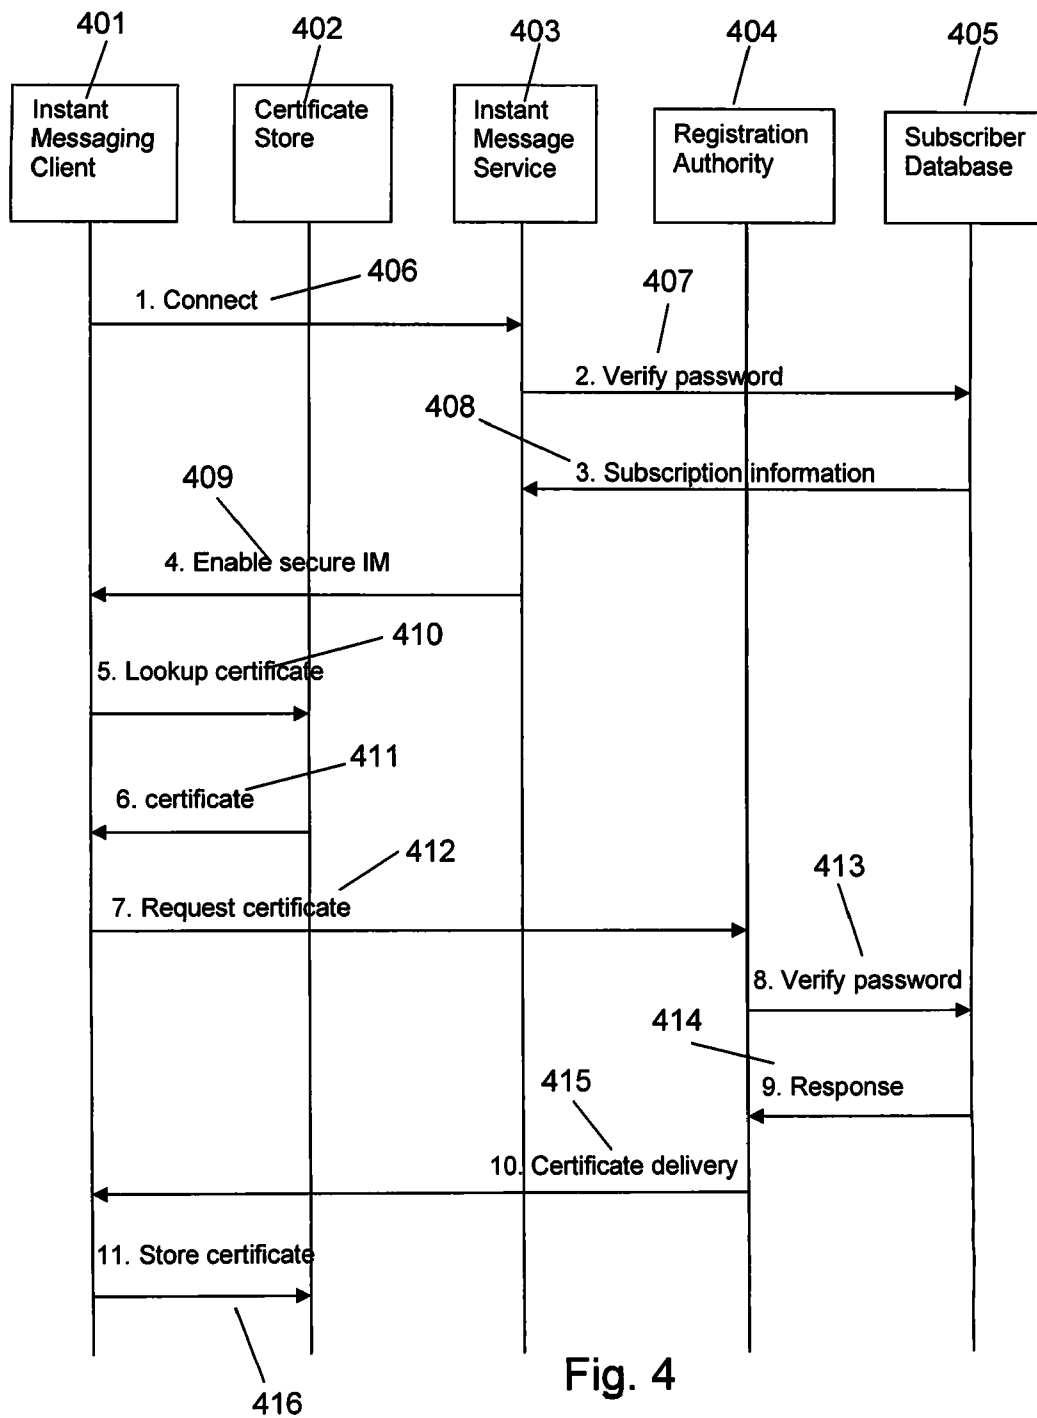 401
402
403
404
405
Instant
Messaging
Client
Certificate
Store
Instant
Message
Service
Registration
Authority
Subscriber
Database
406
1. Connect
407
2. Verify password
408
3. Subscription information
409
4. Enable secure IM
410
5. Lookup certificate
411
6. certificate
412
7. Request certificate
413
8. Verify password
414
9. Response
415
10. Certificate delivery
11. Store certificate
416
Fig. 4